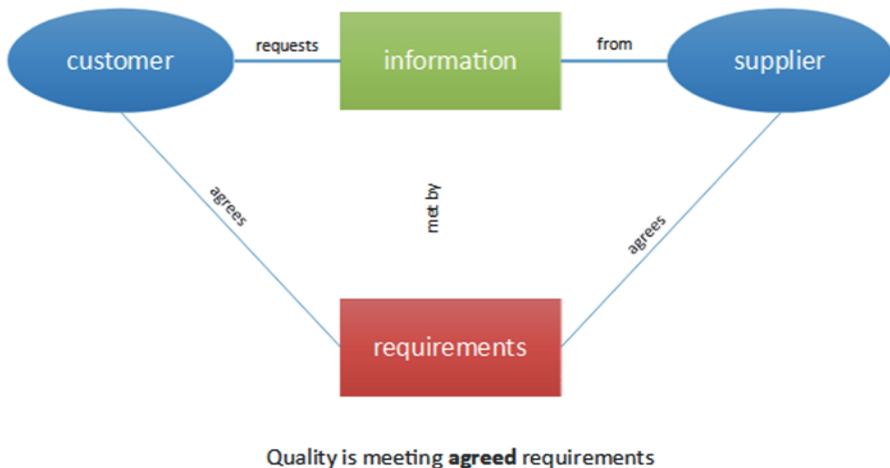 customer
requests
information
from
supplier
agrees
met by
agrees
requirements
Quality is meeting agreed requirements